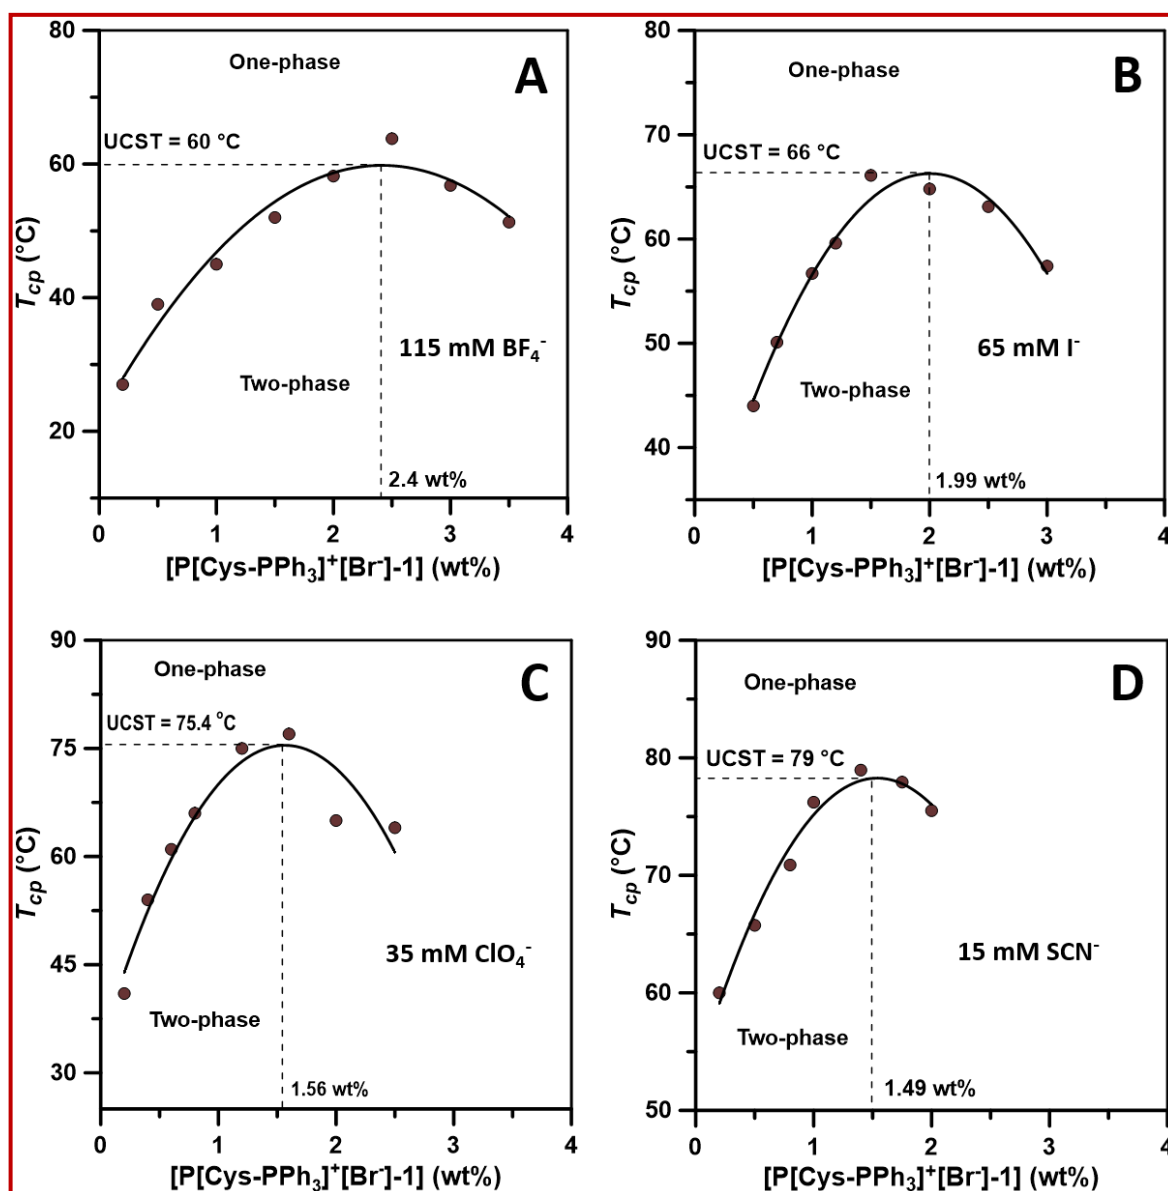 80
One-phase
A
UCST = 60 °C
60
T_cp (°C)
40
115 mM BF₄⁻
Two-phase
20
2.4 wt%
0 1 2 3 4
[P[Cys-PPh₃]⁺[Br⁻]-1] (wt%)
80
One-phase
B
70
UCST = 66 °C
60
T_cp (°C)
50
65 mM I⁻
Two-phase
40
1.99 wt%
0 1 2 3 4
[P[Cys-PPh₃]⁺[Br⁻]-1] (wt%)
90
One-phase
C
UCST = 75.4 °C
75
60
T_cp (°C)
45
35 mM ClO₄⁻
Two-phase
30
1.56 wt%
0 1 2 3 4
[P[Cys-PPh₃]⁺[Br⁻]-1] (wt%)
90
One-phase
D
80
UCST = 79 °C
70
T_cp (°C)
60
15 mM SCN⁻
Two-phase
1.49 wt%
50
0 1 2 3 4
[P[Cys-PPh₃]⁺[Br⁻]-1] (wt%)